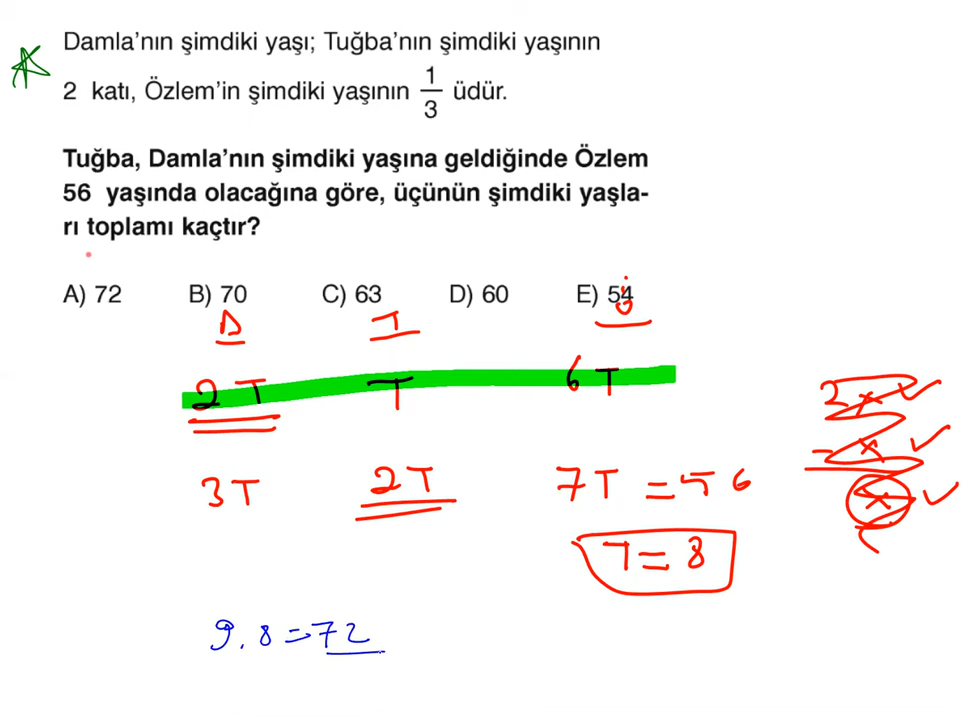 Damla'nın şimdiki yaşı; Tuğba'nın şimdiki yaşının
2 katı, Özlem'in şimdiki yaşının 1/3 üdür.
Tuğba, Damla'nın şimdiki yaşına geldiğinde Özlem
56 yaşında olacağına göre, üçünün şimdiki yaşla-
rı toplamı kaçtır?
A) 72 B) 70 C) 63 D) 60 E) 54
D T Ö
2T T 6T
3T 2T 7T = 56
T = 8
9.8=72
2x
- x
x